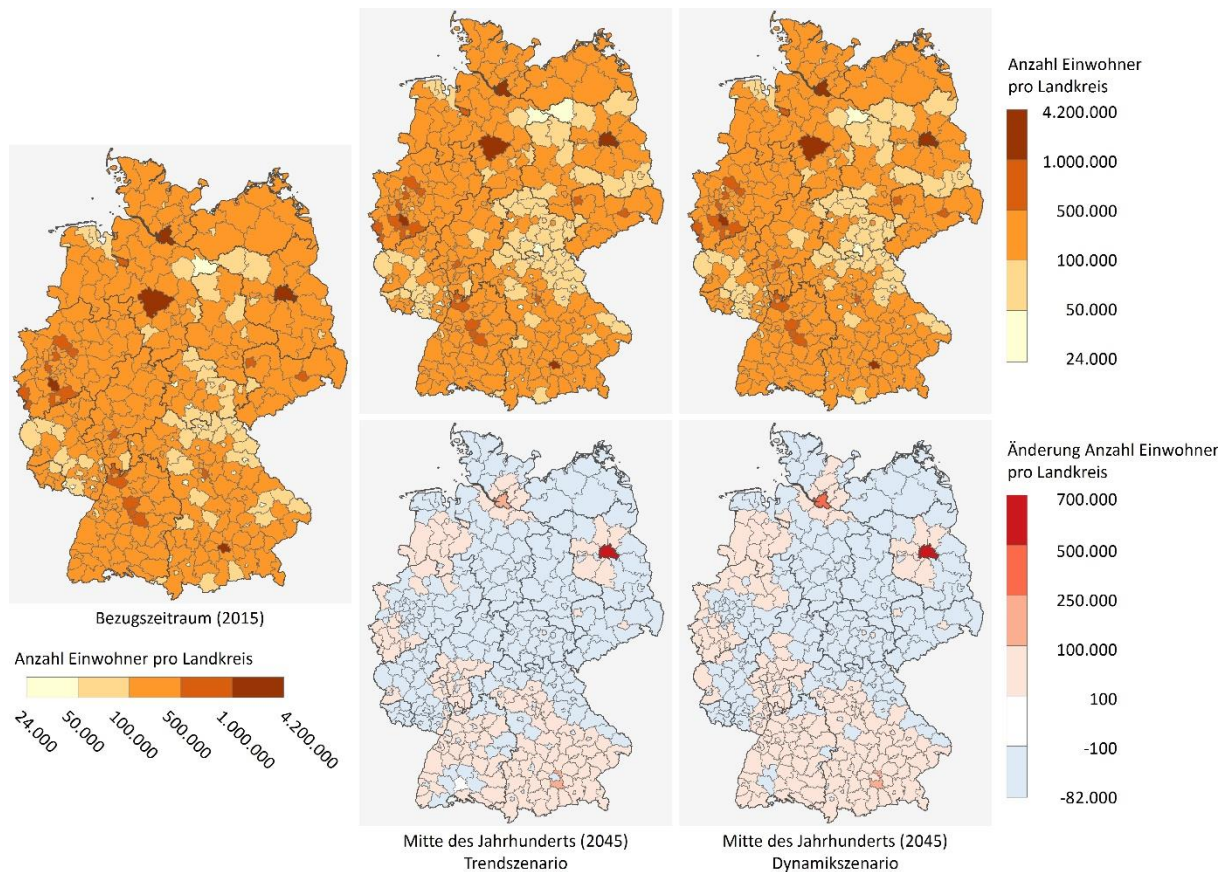 Anzahl Einwohner
pro Landkreis
4.200.000
1.000.000
500.000
100.000
50.000
24.000
Bezugszeitraum (2015)
Anzahl Einwohner pro Landkreis
24.000
50.000
100.000
500.000
1.000.000
4.200.000
Änderung Anzahl Einwohner
pro Landkreis
700.000
500.000
250.000
100.000
100
-100
-82.000
Mitte des Jahrhunderts (2045)
Trendszenario
Mitte des Jahrhunderts (2045)
Dynamikszenario